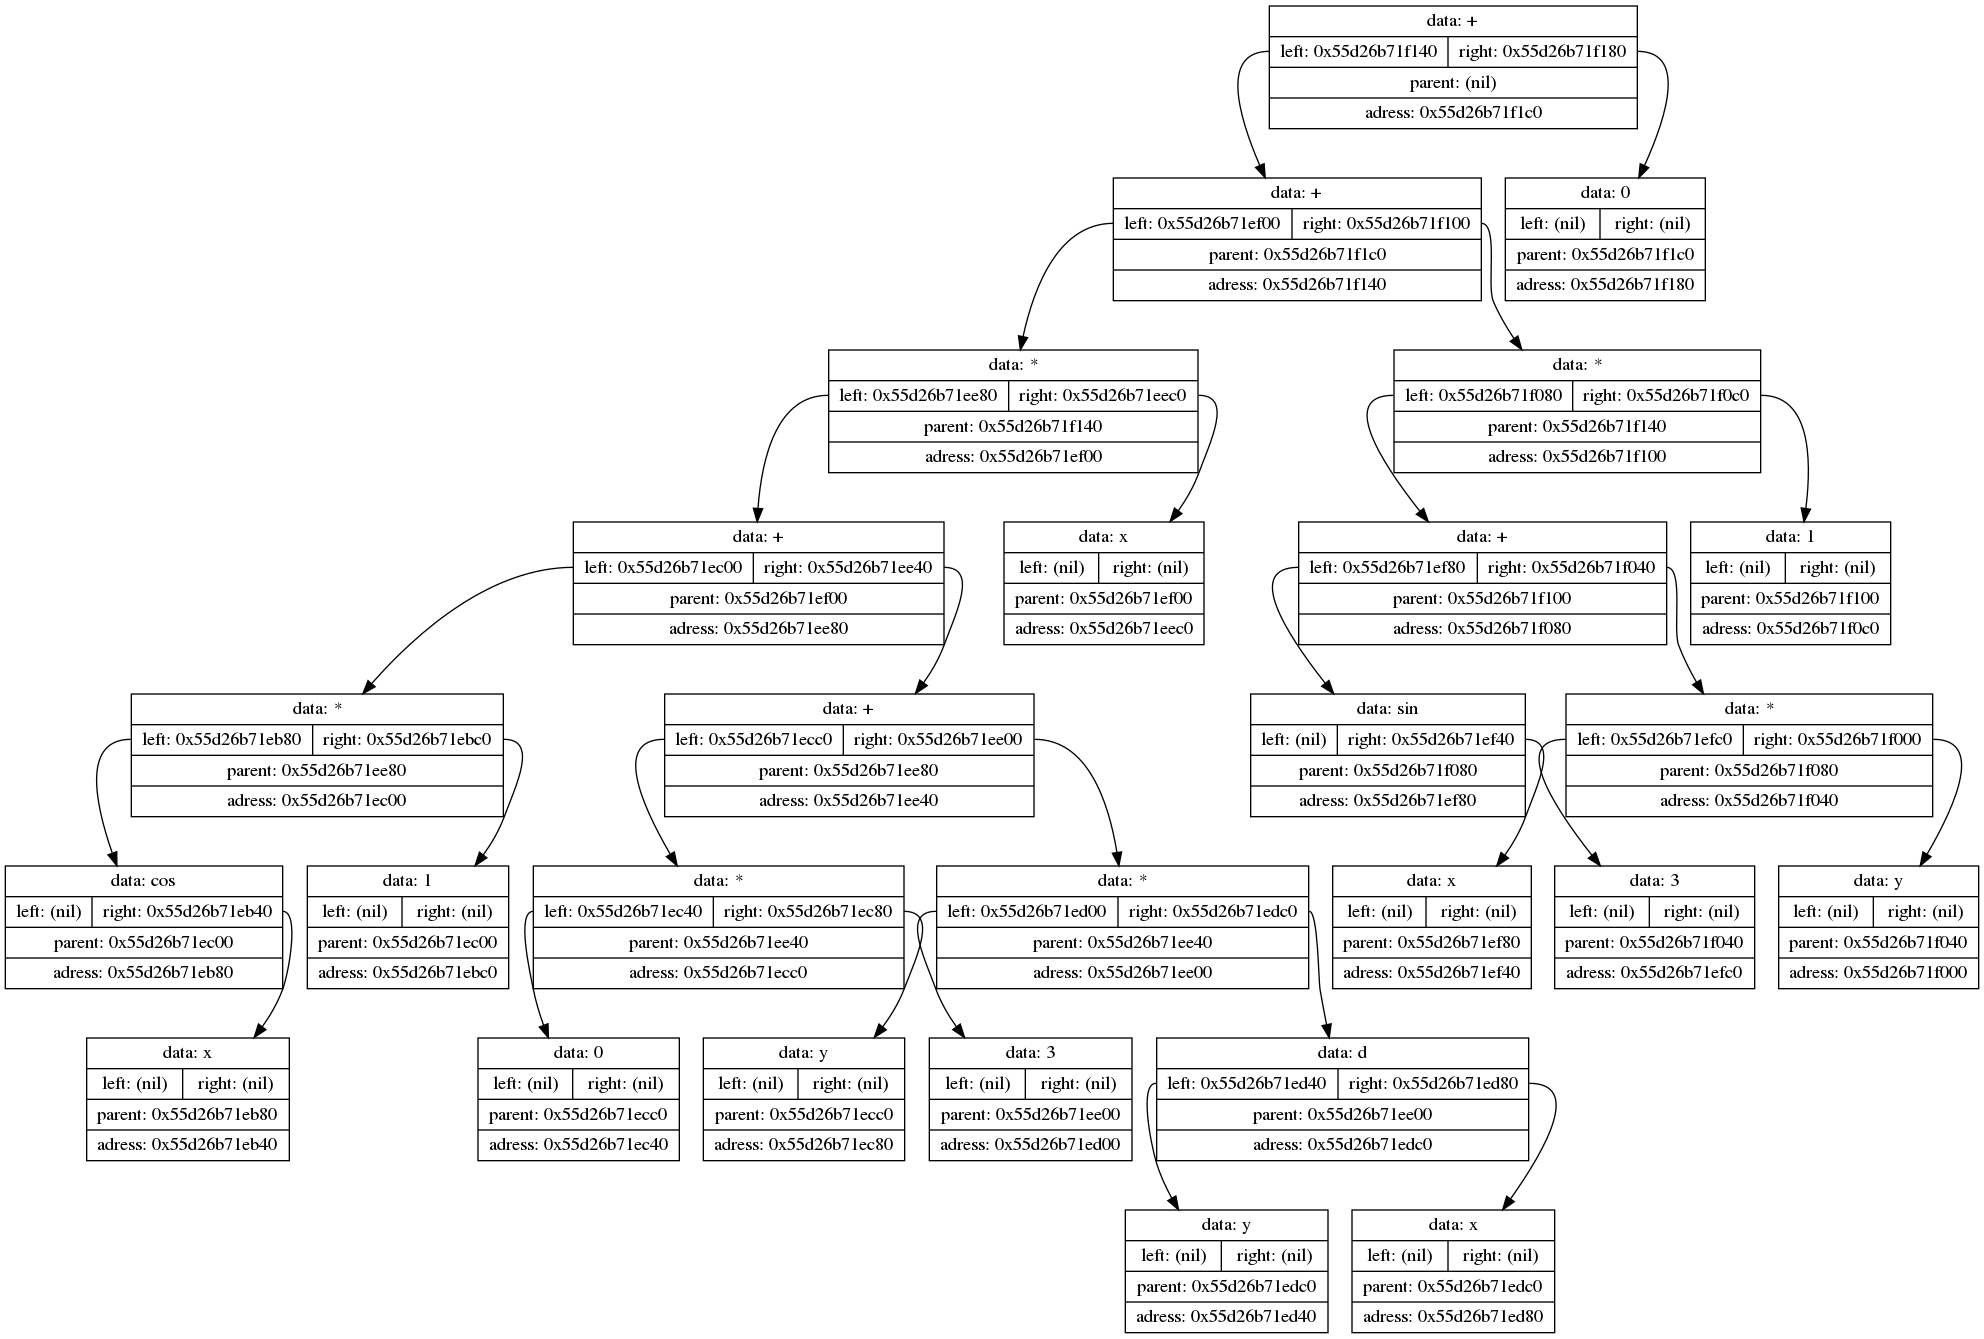 data: +
left: 0x55d26b71f140 right: 0x55d26b71f180
parent: (nil)
adress: 0x55d26b71f1c0
data: +
left: 0x55d26b71ef00 right: 0x55d26b71f100
parent: 0x55d26b71f1c0
adress: 0x55d26b71f140
data: 0
left: (nil) right: (nil)
parent: 0x55d26b71f1c0
adress: 0x55d26b71f180
data: *
left: 0x55d26b71ee80 right: 0x55d26b71eec0
parent: 0x55d26b71f140
adress: 0x55d26b71ef00
data: *
left: 0x55d26b71f080 right: 0x55d26b71f0c0
parent: 0x55d26b71f140
adress: 0x55d26b71f100
data: +
left: 0x55d26b71ec00 right: 0x55d26b71ee40
parent: 0x55d26b71ef00
adress: 0x55d26b71ee80
data: x
left: (nil) right: (nil)
parent: 0x55d26b71ef00
adress: 0x55d26b71eec0
data: +
left: 0x55d26b71ef80 right: 0x55d26b71f040
parent: 0x55d26b71f100
adress: 0x55d26b71f080
data: 1
left: (nil) right: (nil)
parent: 0x55d26b71f100
adress: 0x55d26b71f0c0
data: *
left: 0x55d26b71eb80 right: 0x55d26b71ebc0
parent: 0x55d26b71ee80
adress: 0x55d26b71ec00
data: +
left: 0x55d26b71ecc0 right: 0x55d26b71ee00
parent: 0x55d26b71ee80
adress: 0x55d26b71ee40
data: sin
left: (nil) right: 0x55d26b71ef40
parent: 0x55d26b71f080
adress: 0x55d26b71ef80
data: *
left: 0x55d26b71efc0 right: 0x55d26b71f000
parent: 0x55d26b71f080
adress: 0x55d26b71f040
data: cos
left: (nil) right: 0x55d26b71eb40
parent: 0x55d26b71ec00
adress: 0x55d26b71eb80
data: 1
left: (nil) right: (nil)
parent: 0x55d26b71ec00
adress: 0x55d26b71ebc0
data: *
left: 0x55d26b71ec40 right: 0x55d26b71ec80
parent: 0x55d26b71ee40
adress: 0x55d26b71ecc0
data: *
left: 0x55d26b71ed00 right: 0x55d26b71edc0
parent: 0x55d26b71ee40
adress: 0x55d26b71ee00
data: x
left: (nil) right: (nil)
parent: 0x55d26b71ef80
adress: 0x55d26b71ef40
data: 3
left: (nil) right: (nil)
parent: 0x55d26b71f040
adress: 0x55d26b71efc0
data: y
left: (nil) right: (nil)
parent: 0x55d26b71f040
adress: 0x55d26b71f000
data: x
left: (nil) right: (nil)
parent: 0x55d26b71eb80
adress: 0x55d26b71eb40
data: 0
left: (nil) right: (nil)
parent: 0x55d26b71ecc0
adress: 0x55d26b71ec40
data: y
left: (nil) right: (nil)
parent: 0x55d26b71ecc0
adress: 0x55d26b71ec80
data: 3
left: (nil) right: (nil)
parent: 0x55d26b71ee00
adress: 0x55d26b71ed00
data: d
left: 0x55d26b71ed40 right: 0x55d26b71ed80
parent: 0x55d26b71ee00
adress: 0x55d26b71edc0
data: y
left: (nil) right: (nil)
parent: 0x55d26b71edc0
adress: 0x55d26b71ed40
data: x
left: (nil) right: (nil)
parent: 0x55d26b71edc0
adress: 0x55d26b71ed80